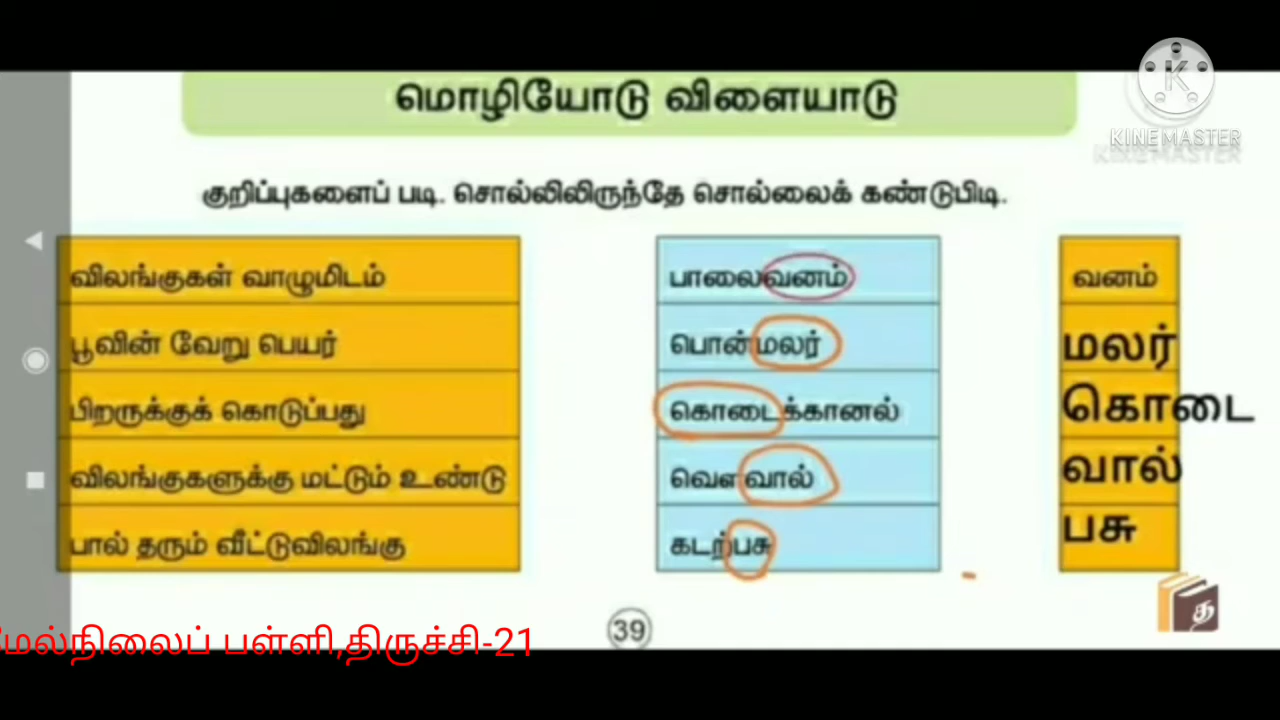 மொழியோடு விளையாடு
KINEMASTER
குறிப்புகளைப் படி. சொல்லிலிருந்தே சொல்லைக் கண்டுபிடி.
விலங்குகள் வாழுமிடம் பாலைவனம் வனம்
பூவின் வேறு பெயர் பொன்மலர் மலர்
பிறருக்குக் கொடுப்பது கொடைக்கானல் கொடை
விலங்குகளுக்கு மட்டும் உண்டு வௌவால் வால்
பால் தரும் வீட்டுவிலங்கு கடற்பசு பசு
த
39
மேல்நிலைப் பள்ளி,திருச்சி-21